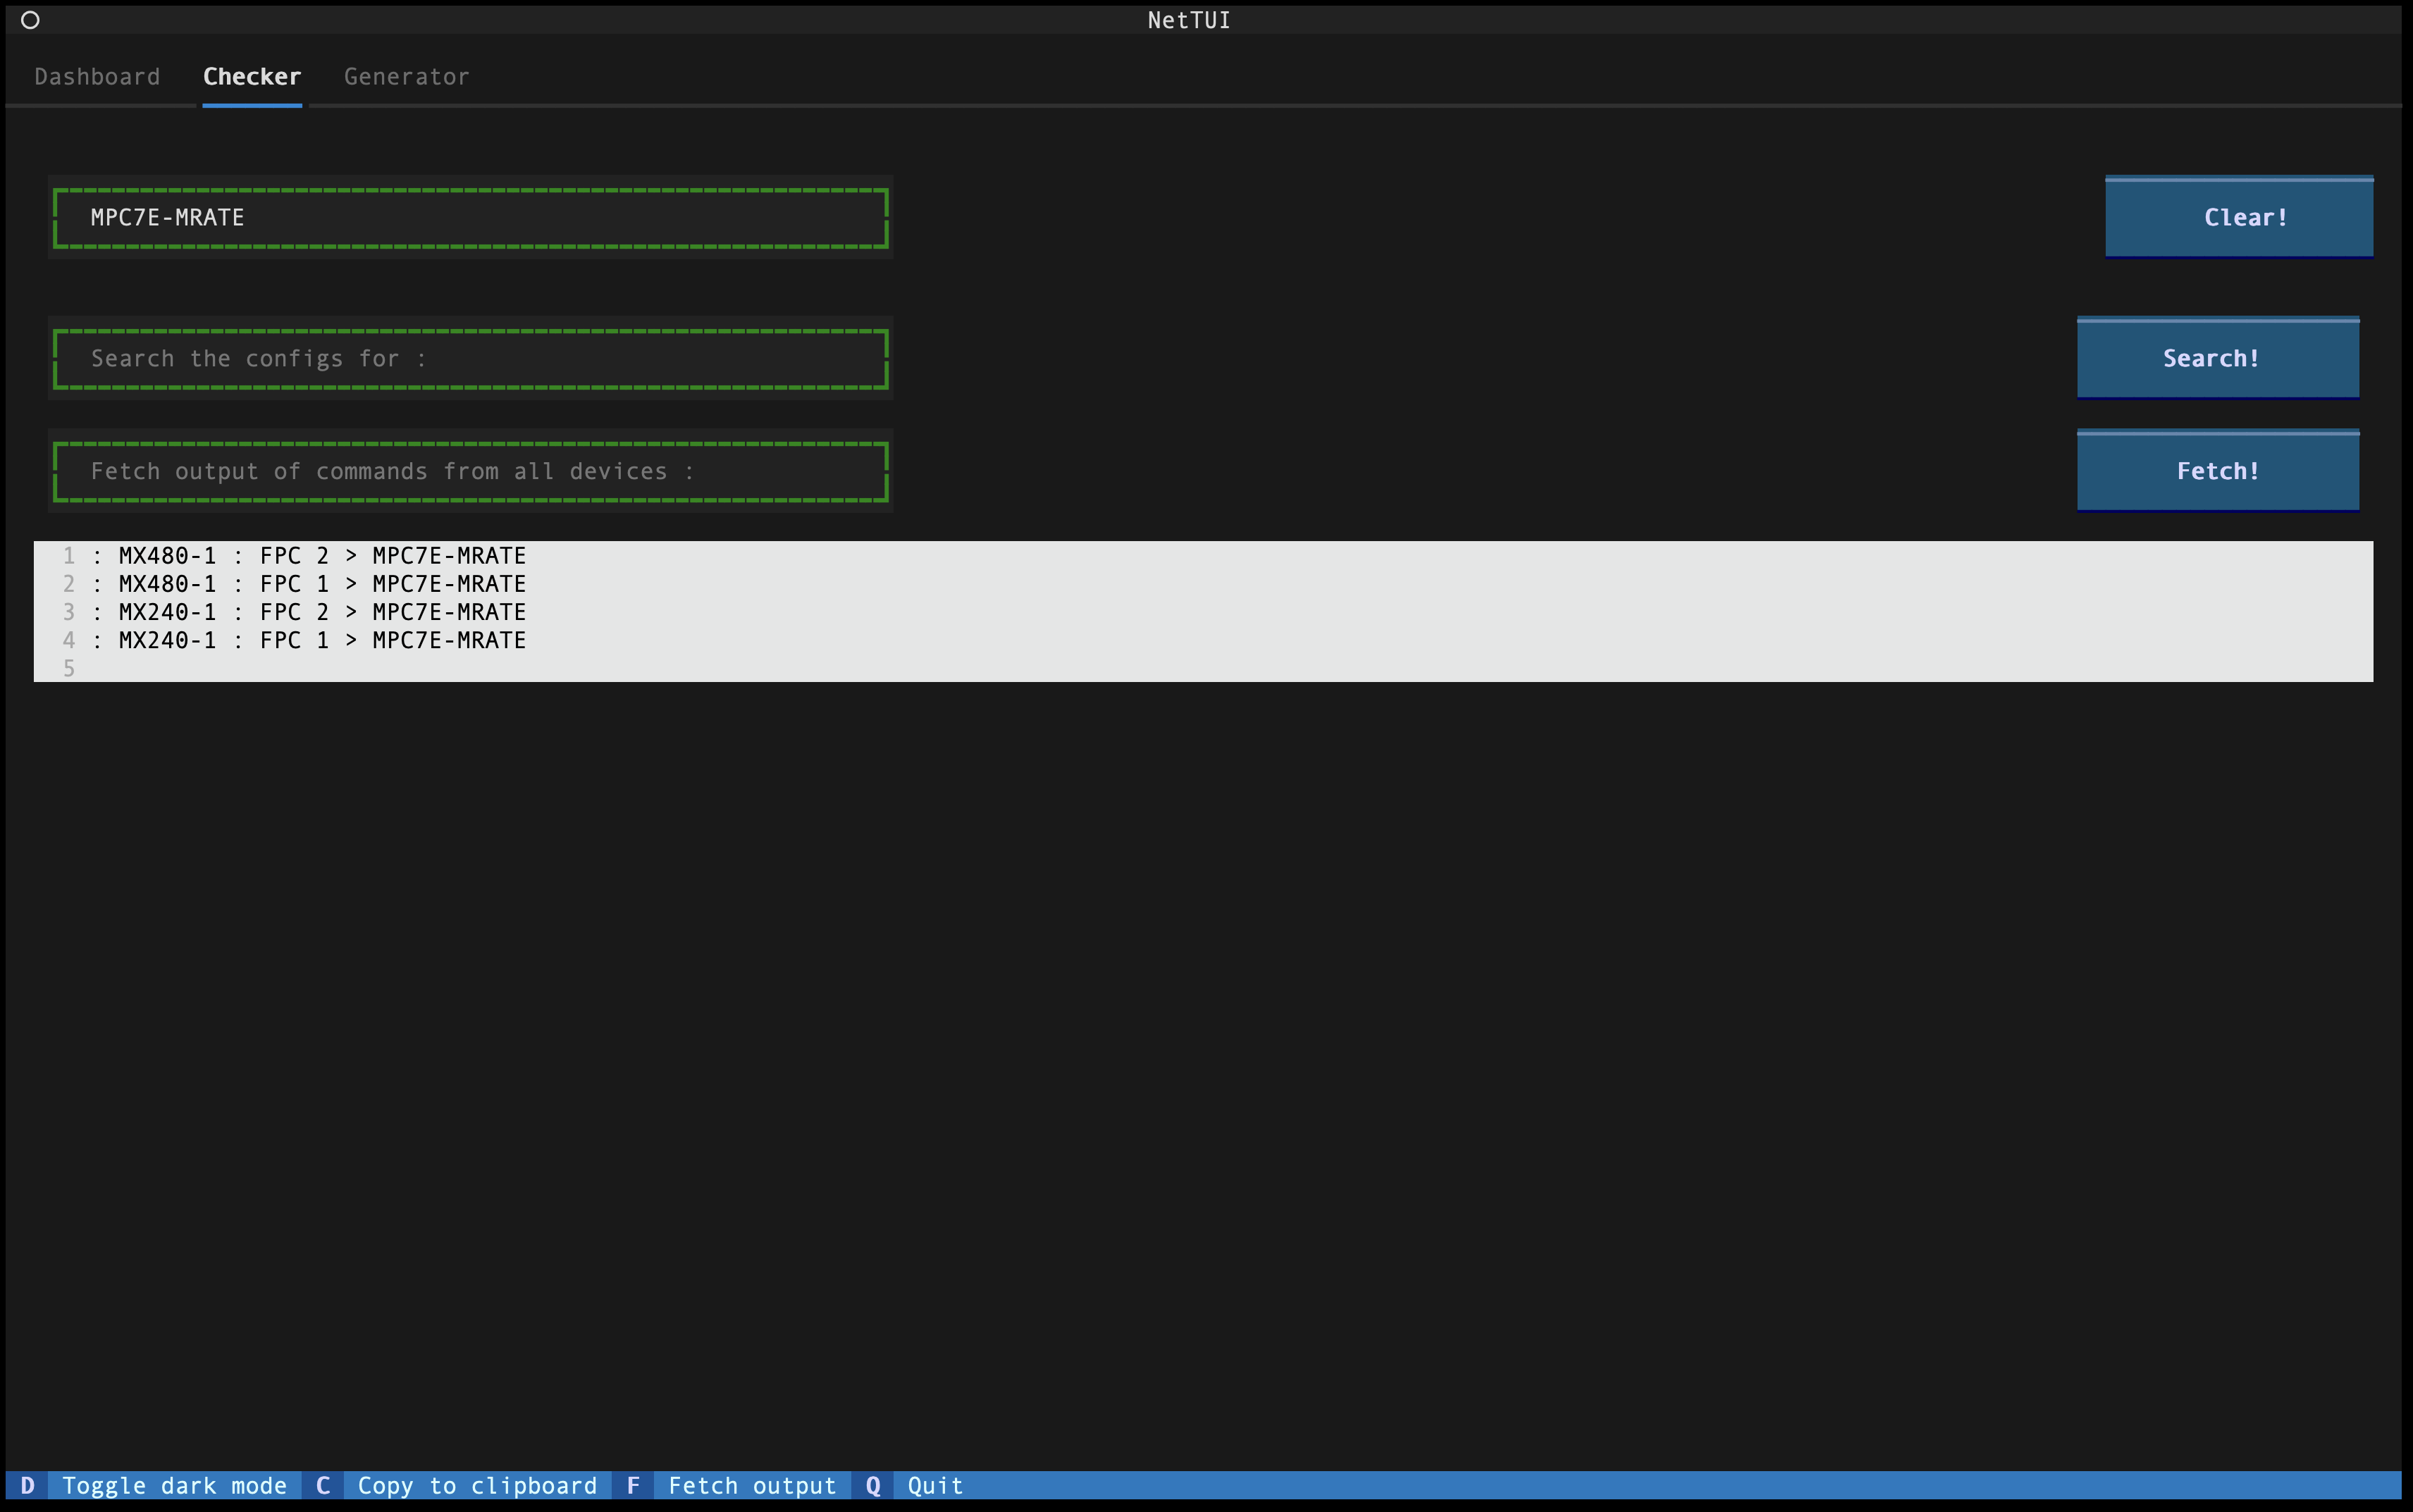 NetTUI
Dashboard Checker Generator
MPC7E-MRATE Clear!
Search the configs for : Search!
Fetch output of commands from all devices : Fetch!
1 : MX480-1 : FPC 2 > MPC7E-MRATE
2 : MX480-1 : FPC 1 > MPC7E-MRATE
3 : MX240-1 : FPC 2 > MPC7E-MRATE
4 : MX240-1 : FPC 1 > MPC7E-MRATE
5
D Toggle dark mode C Copy to clipboard F Fetch output Q Quit